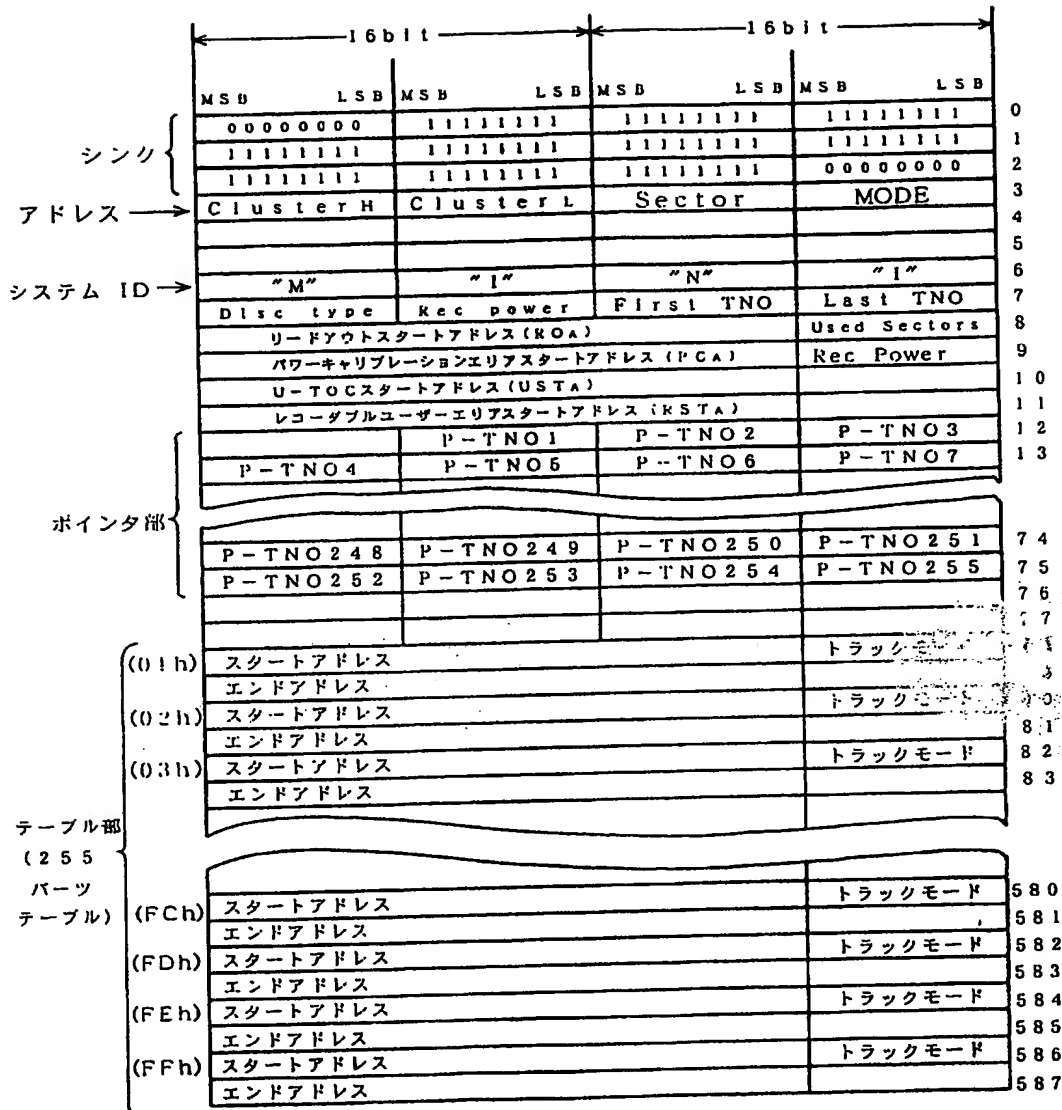 16bit 16bit
MSB LSB MSB LSB MSB LSB MSB LSB
00000000 11111111 11111111 11111111 0
シンク 11111111 11111111 11111111 11111111 1
11111111 11111111 11111111 00000000 2
アドレス ClusterH ClusterL Sector MODE 3
4
5
システム ID "M" "I" "N" "I" 6
Disc type Rec power First TNO Last TNO 7
リードアウトスタートアドレス(ROA) Used Sectors 8
パワーキャリブレーションエリアスタートアドレス(PCA) Rec Power 9
U-TOCスタートアドレス(USTA) 10
レコーダブルユーザーエリアスタートアドレス(RSTA) 11
P-TNO1 P-TNO2 P-TNO3 12
P-TNO4 P-TNO5 P-TNO6 P-TNO7 13
ポインタ部
P-TNO248 P-TNO249 P-TNO250 P-TNO251 74
P-TNO252 P-TNO253 P-TNO254 P-TNO255 75
76
(01h) スタートアドレス トラック
エンドアドレス
(02h) スタートアドレス トラック
エンドアドレス 81
(03h) スタートアドレス トラックモード 82
エンドアドレス 83
テーブル部
(255
パーツ
テーブル)
(FCh) スタートアドレス トラックモード 580
エンドアドレス 581
(FDh) スタートアドレス トラックモード 582
エンドアドレス 583
(FEh) スタートアドレス トラックモード 584
エンドアドレス 585
(FFh) スタートアドレス トラックモード 586
エンドアドレス 587